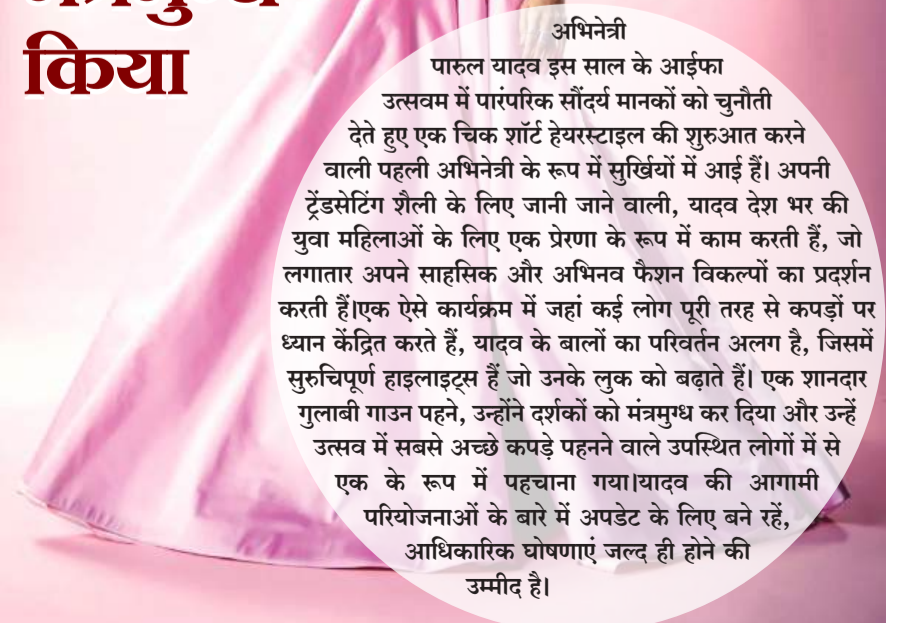 किया
अभिनेत्री
पारुल यादव इस साल के आईफा
उत्सवम में पारंपरिक सौंदर्य मानकों को चुनौती
देते हुए एक चिक शॉर्ट हेयरस्टाइल की शुरुआत करने
वाली पहली अभिनेत्री के रूप में सुर्खियों में आई हैं। अपनी
ट्रेंडसेटिंग शैली के लिए जानी जाने वाली, यादव देश भर की
युवा महिलाओं के लिए एक प्रेरणा के रूप में काम करती हैं, जो
लगातार अपने साहसिक और अभिनव फैशन विकल्पों का प्रदर्शन
करती हैं।एक ऐसे कार्यक्रम में जहां कई लोग पूरी तरह से कपड़ों पर
ध्यान केंद्रित करते हैं, यादव के बालों का परिवर्तन अलग है, जिसमें
सुरुचिपूर्ण हाइलाइट्स हैं जो उनके लुक को बढ़ाते हैं। एक शानदार
गुलाबी गाउन पहने, उन्होंने दर्शकों को मंत्रमुग्ध कर दिया और उन्हें
उत्सव में सबसे अच्छे कपड़े पहनने वाले उपस्थित लोगों में से
एक के रूप में पहचाना गया।यादव की आगामी
परियोजनाओं के बारे में अपडेट के लिए बने रहें,
आधिकारिक घोषणाएं जल्द ही होने की
उम्मीद है।